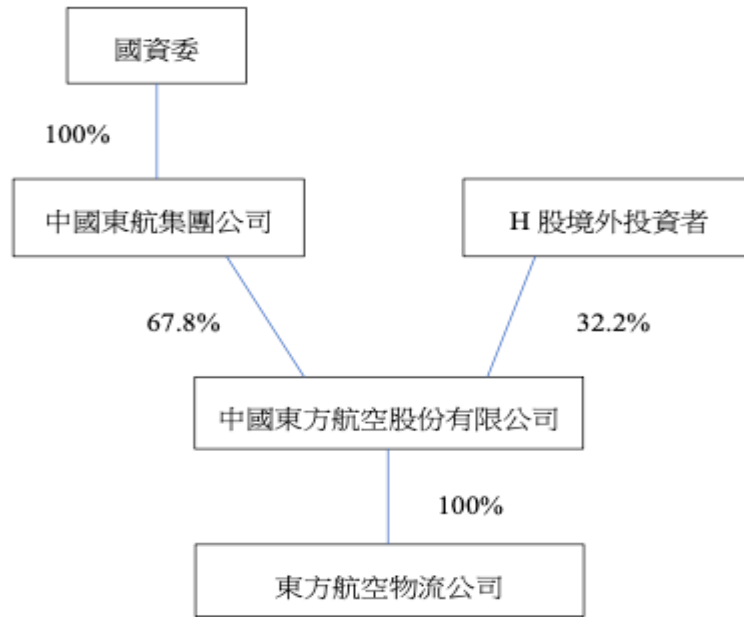 國資委
100%
中國東航集團公司
H 股境外投資者
67.8%
32.2%
中國東方航空股份有限公司
100%
東方航空物流公司